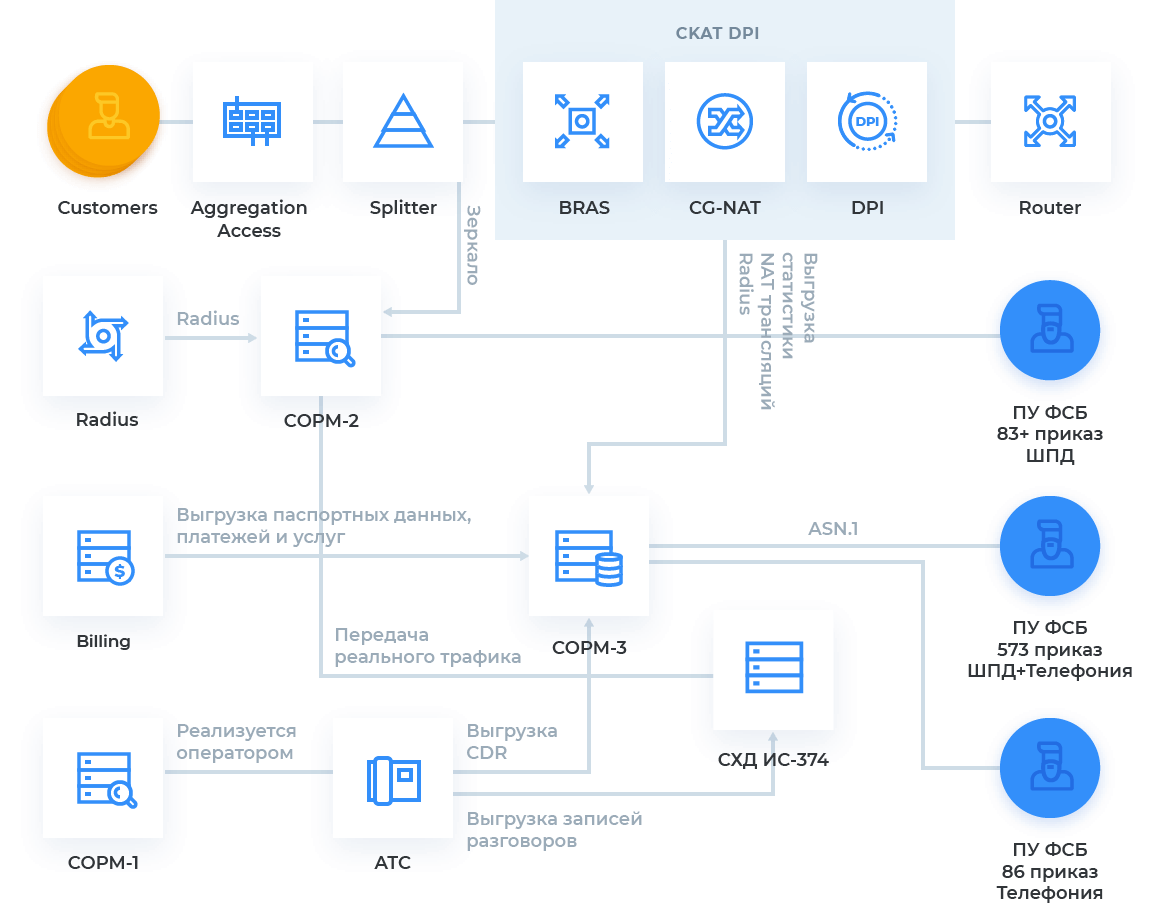 СКАТ DPI
DPI
Customers
Aggregation
Access
Splitter
BRAS
CG-NAT
DPI
Router
Зеркало
Выгрузка
статистики
NAT трансляций
Radius
Radius
Radius
СОРМ-2
ПУ ФСБ
83+ приказ
ШПД
Выгрузка паспортных данных,
платежей и услуг
ASN.1
$
Billing
СОРМ-3
ПУ ФСБ
573 приказ
ШПД+Телефония
Передача
реального трафика
Реализуется
оператором
Выгрузка
CDR
СХД ИС-374
Выгрузка записей
разговоров
СОРМ-1
АТС
ПУ ФСБ
86 приказ
Телефония